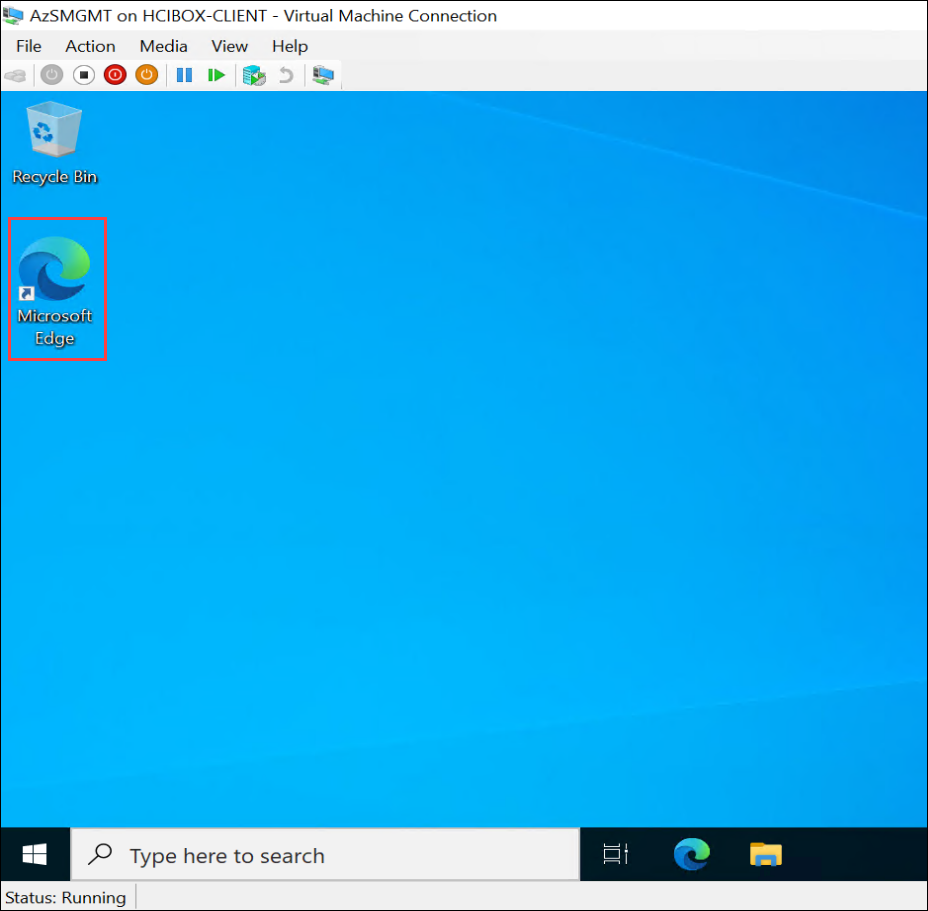 AzSMGMT on HCIBOX-CLIENT - Virtual Machine Connection
File Action Media View Help
Recycle Bin
Microsoft
Edge
Type here to search
Status: Running